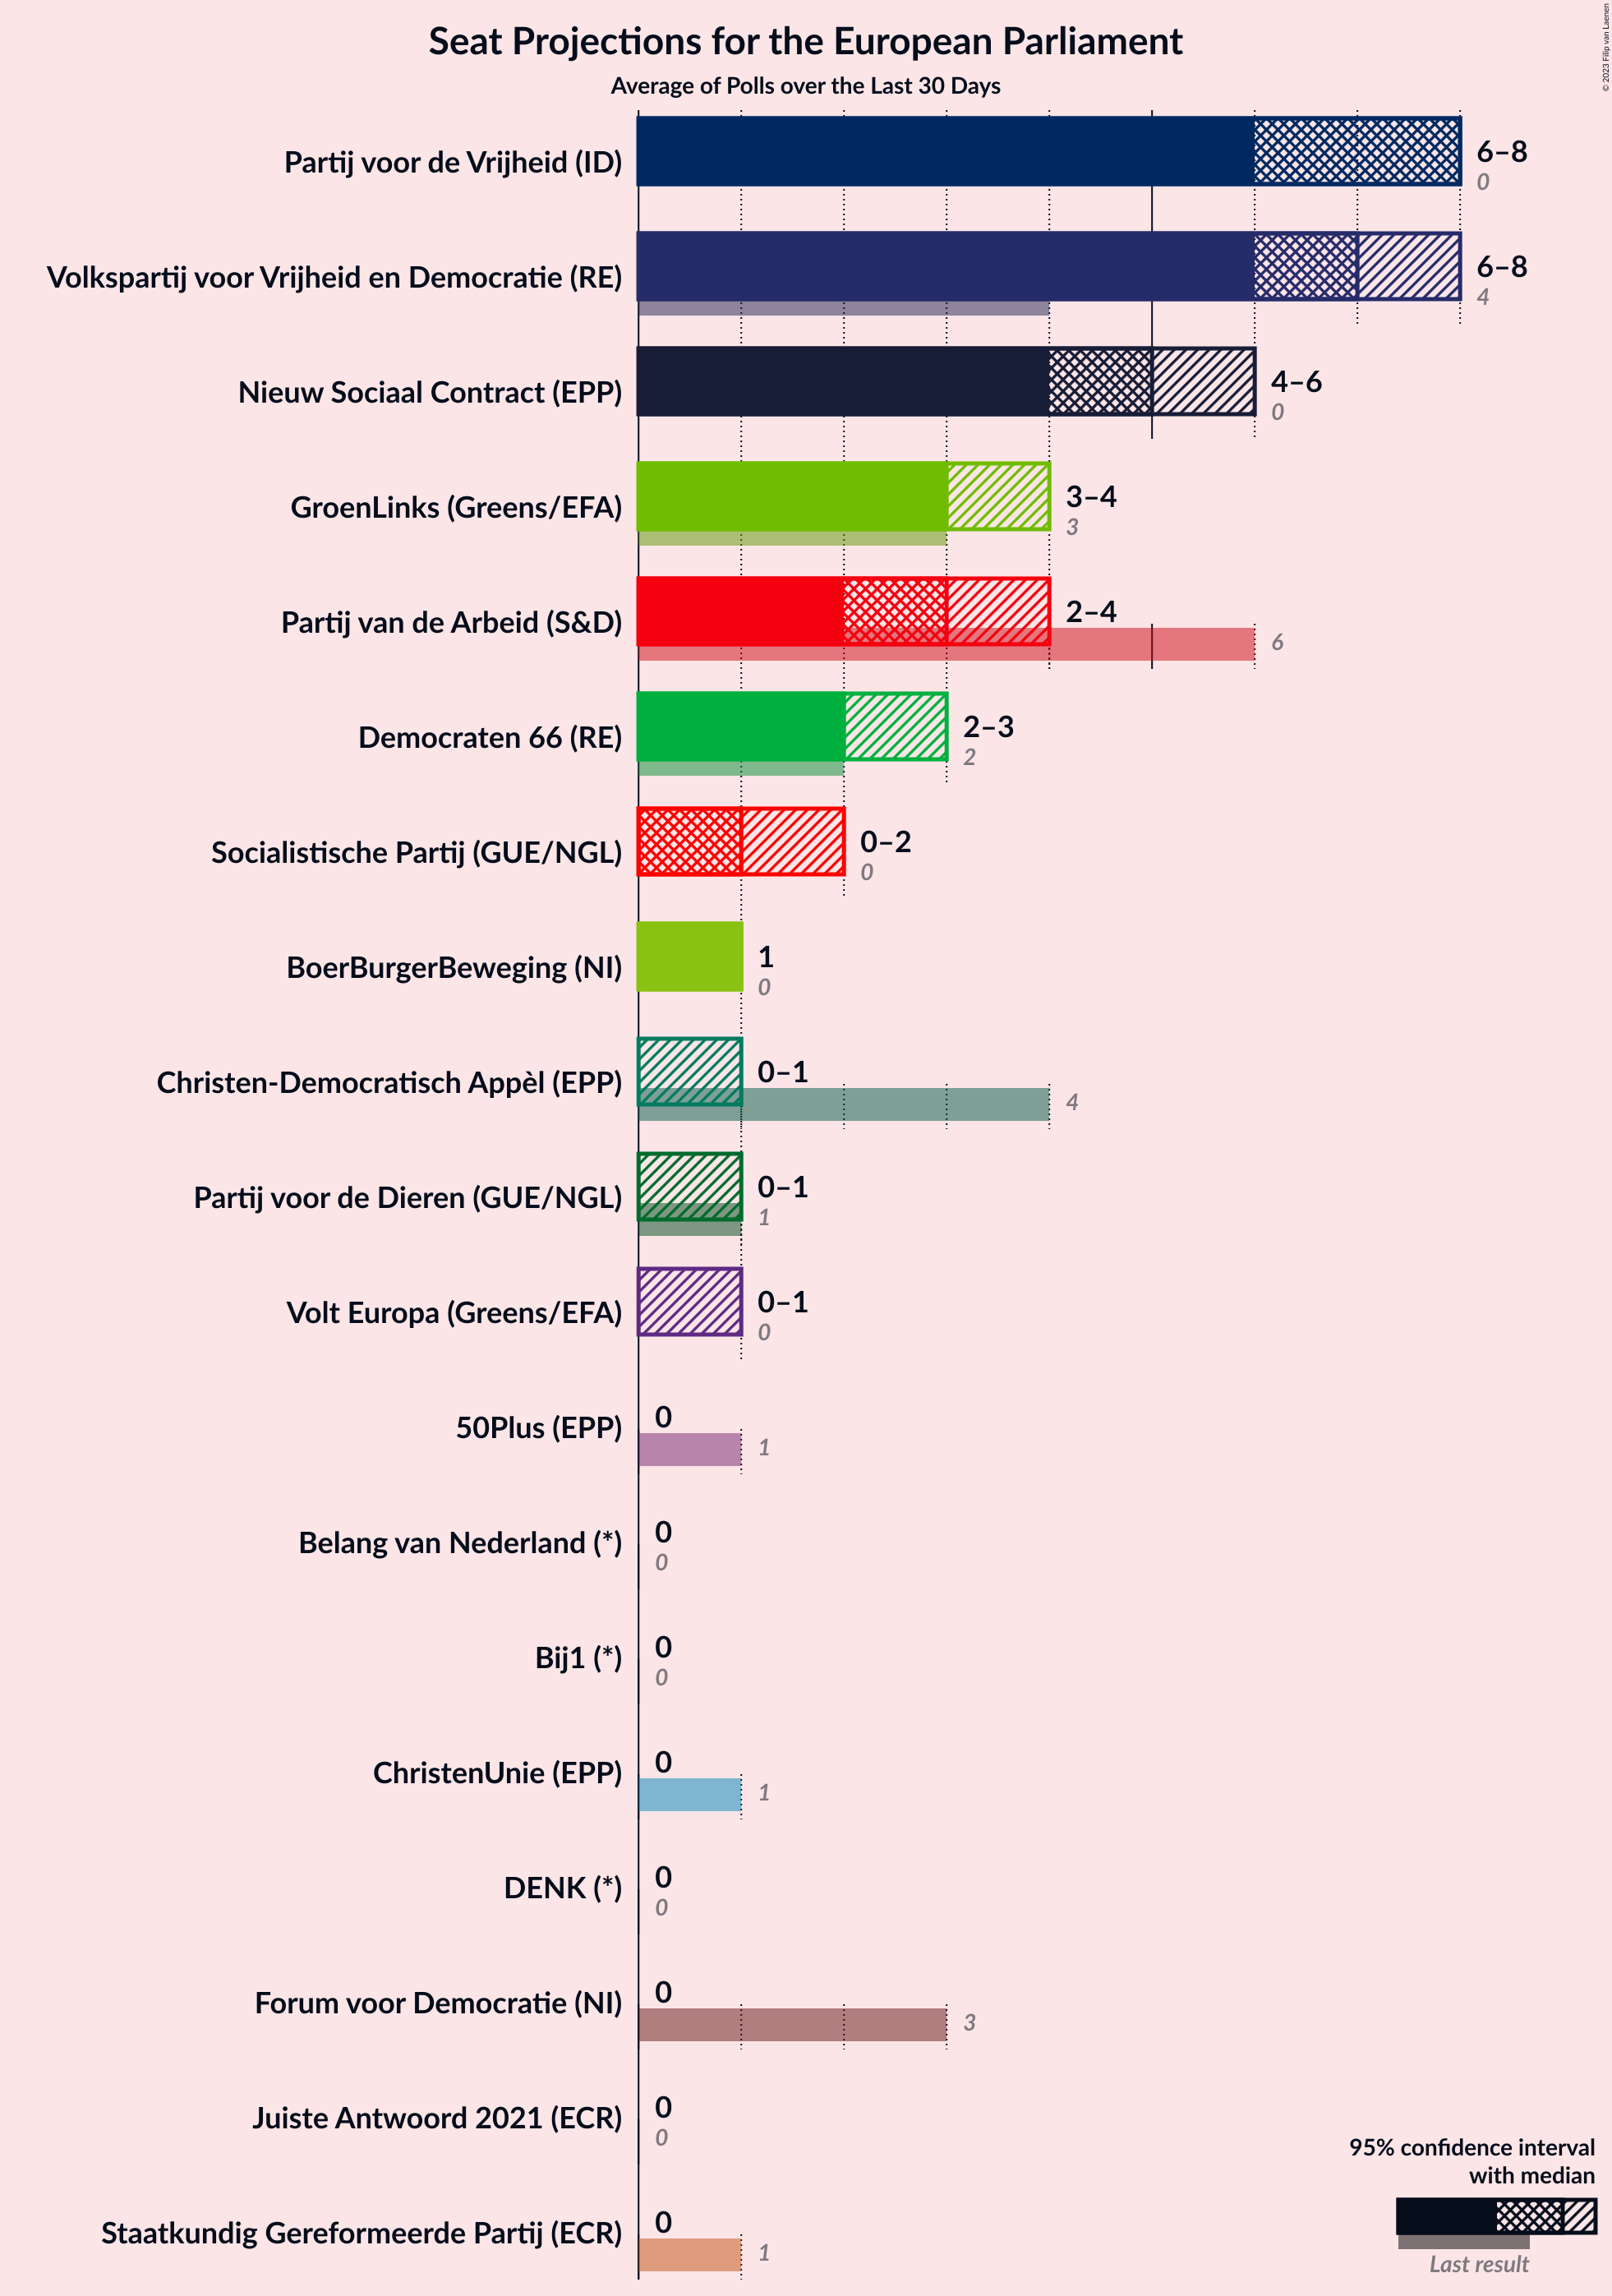 Seat Projections for the European Parliament
Average of Polls over the Last 30 Days
© 2023 Filip van Laenen
Partij voor de Vrijheid (ID)
6–8
0
Volkspartij voor Vrijheid en Democratie (RE)
6–8
4
Nieuw Sociaal Contract (EPP)
4–6
0
GroenLinks (Greens/EFA)
3–4
3
Partij van de Arbeid (S&D)
2–4
6
Democraten 66 (RE)
2–3
2
Socialistische Partij (GUE/NGL)
0–2
0
BoerBurgerBeweging (NI)
1
0
Christen-Democratisch Appèl (EPP)
0–1
4
Partij voor de Dieren (GUE/NGL)
0–1
1
Volt Europa (Greens/EFA)
0–1
0
50Plus (EPP)
0
1
Belang van Nederland (*)
0
0
Bij1 (*)
0
0
ChristenUnie (EPP)
0
1
DENK (*)
0
0
Forum voor Democratie (NI)
0
3
Juiste Antwoord 2021 (ECR)
0
0
Staatkundig Gereformeerde Partij (ECR)
0
1
95% confidence interval
with median
Last result